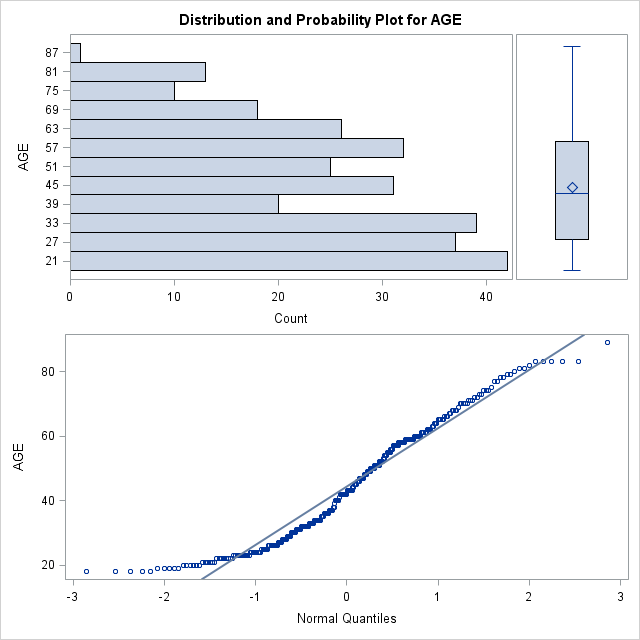 Distribution and Probability Plot for AGE
AGE
87
81
75
69
63
57
51
45
39
33
27
21
0 10 20 30 40
Count
AGE
80
60
40
20
-3 -2 -1 0 1 2 3
Normal Quantiles